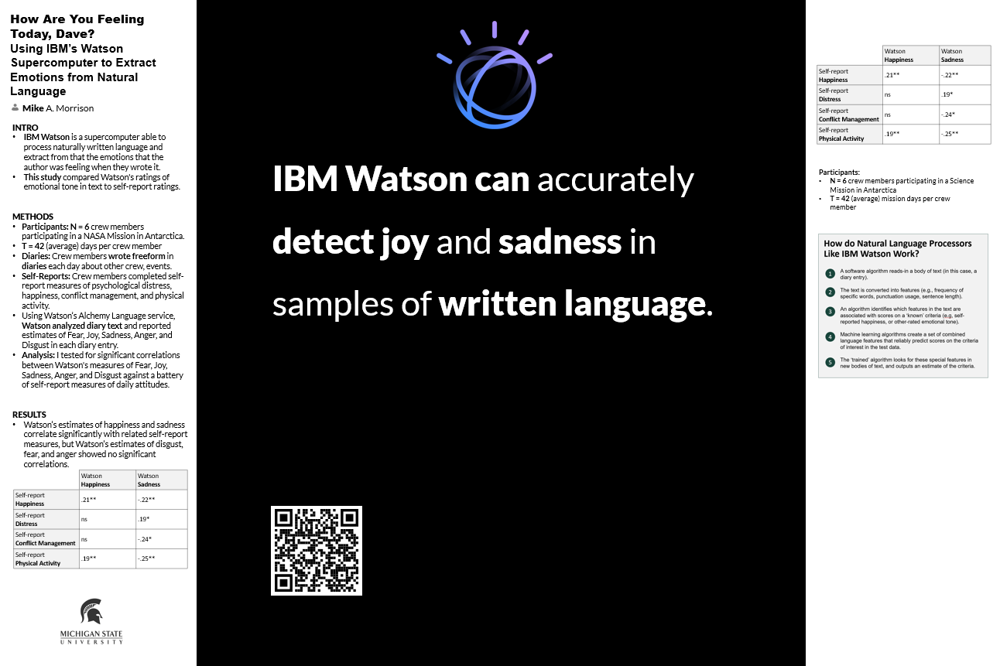 How Are You Feeling
Today, Dave?
Using IBM's Watson
Supercomputer to Extract
Emotions from Natural
Language
Mike A. Morrison
INTRO
• IBM Watson is a supercomputer able to
process naturally written language and
extract from that the emotions that the
author was feeling when they wrote it.
• This study compared Watson's ratings of
emotional tone in text to self-report ratings.
METHODS
• Participants: N = 6 crew members
participating in a NASA Mission in Antarctica.
• T = 42 (average) days per crew member
• Diaries: Crew members wrote freeform in
diaries each day about other crew, events.
• Self-Reports: Crew members completed self-
report measures of psychological distress,
happiness, conflict management, and physical
activity.
• Using Watson's Alchemy Language service,
Watson analyzed diary text and reported
estimates of Fear, Joy, Sadness, Anger, and
Disgust in each diary entry.
• Analysis: I tested for significant correlations
between Watson's measures of Fear, Joy,
Sadness, Anger, and Disgust against a battery
of self-report measures of daily attitudes.
RESULTS
• Watson's estimates of happiness and sadness
correlate significantly with related self-report
measures, but Watson's estimates of disgust,
fear, and anger showed no significant
correlations.
Watson Happiness Watson Sadness
Self-report Happiness .21** -.22**
Self-report Distress ns .19*
Self-report Conflict Management ns -.24*
Self-report Physical Activity .19** -.25**
MICHIGAN STATE
UNIVERSITY
IBM Watson can accurately
detect joy and sadness in
samples of written language.
Watson Happiness Watson Sadness
Self-report Happiness .21** -.22**
Self-report Distress ns .19*
Self-report Conflict Management ns -.24*
Self-report Physical Activity .19** -.25**
Participants:
• N = 6 crew members participating in a Science
Mission in Antarctica
• T = 42 (average) mission days per crew
member
How do Natural Language Processors
Like IBM Watson Work?
1 A software algorithm reads-in a body of text (in this case, a
diary entry).
2 The text is converted into features (e.g., frequency of
specific words, punctuation usage, sentence length).
3 An algorithm identifies which features in the text are
associated with scores on a 'known' criteria (e.g, self-
reported happiness, or other-rated emotional tone).
4 Machine learning algorithms create a set of combined
language features that reliably predict scores on the criteria
of interest in the test data.
5 The 'trained' algorithm looks for these special features in
new bodies of text, and outputs an estimate of the criteria.